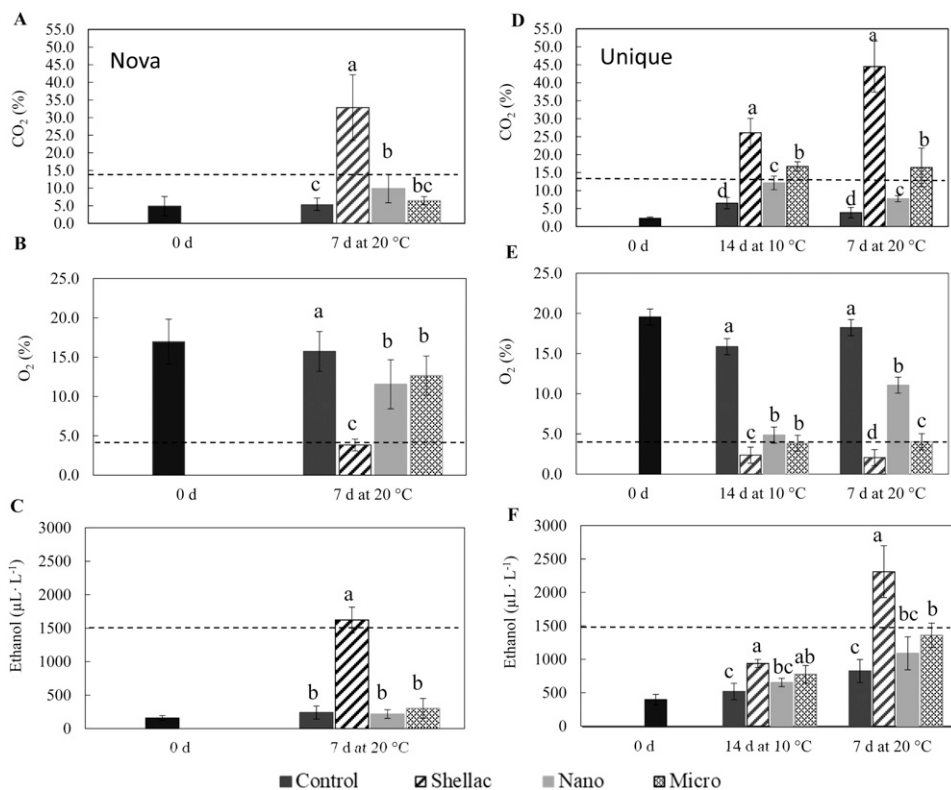 A
Nova
CO₂ (%)
55.0
50.0
45.0
40.0
35.0
30.0
25.0
20.0
15.0
10.0
5.0
0.0
c
a
b
bc
0 d
7 d at 20 °C
B
O₂ (%)
25.0
20.0
15.0
10.0
5.0
0.0
a
c
b
b
0 d
7 d at 20 °C
C
Ethanol (µL· L⁻¹)
3000
2500
2000
1500
1000
500
0
b
a
b
b
0 d
7 d at 20 °C
D
Unique
CO₂ (%)
55.0
50.0
45.0
40.0
35.0
30.0
25.0
20.0
15.0
10.0
5.0
0.0
d
a
c
b
d
a
c
b
0 d
14 d at 10 °C
7 d at 20 °C
E
O₂ (%)
25.0
20.0
15.0
10.0
5.0
0.0
a
c
b
b
a
d
b
c
0 d
14 d at 10 °C
7 d at 20 °C
F
Ethanol (µL· L⁻¹)
3000
2500
2000
1500
1000
500
0
c
a
bc
ab
c
a
bc
b
0 d
14 d at 10 °C
7 d at 20 °C
Control
Shellac
Nano
Micro